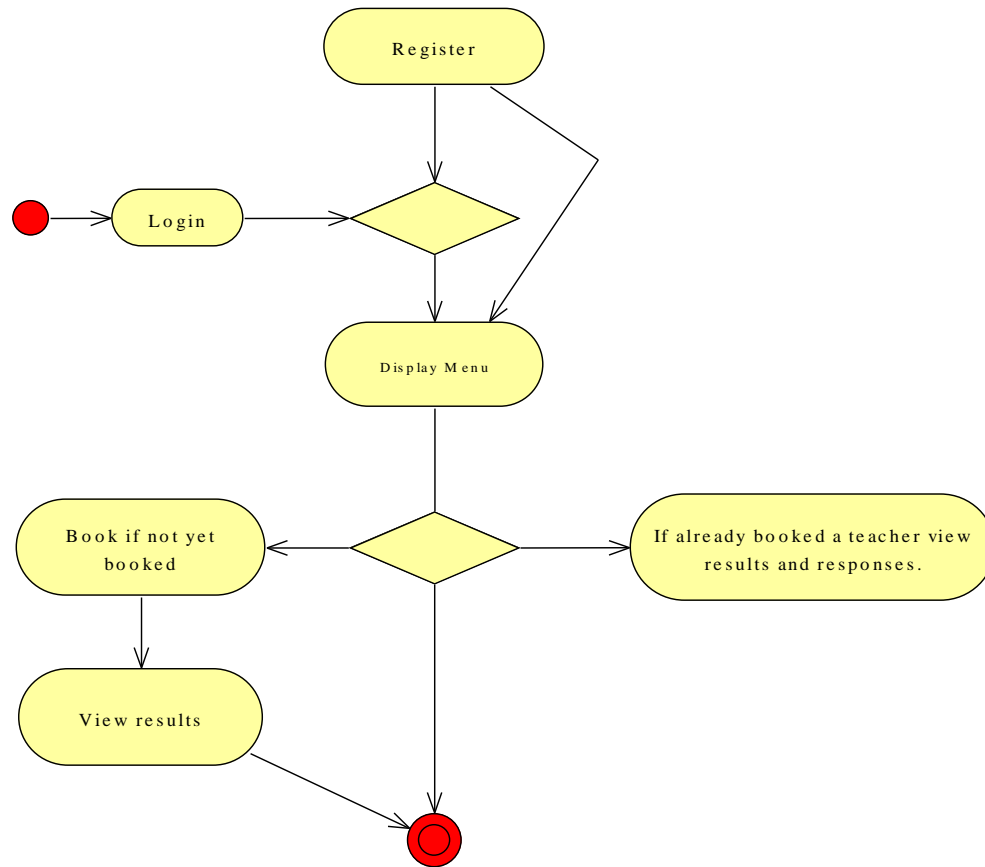 Register
Login
Display Menu
Book if not yet
booked
If already booked a teacher view
results and responses.
View results